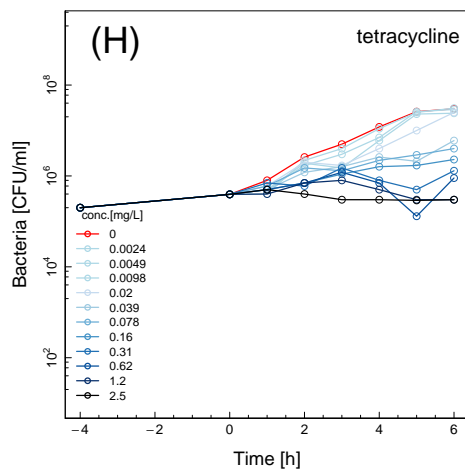 (H)
tetracycline
Bacteria [CFU/ml]
10^8
10^6
10^4
10^2
conc.[mg/L]
0
0.0024
0.0049
0.0098
0.02
0.039
0.078
0.16
0.31
0.62
1.2
2.5
−4 −2 0 2 4 6
Time [h]